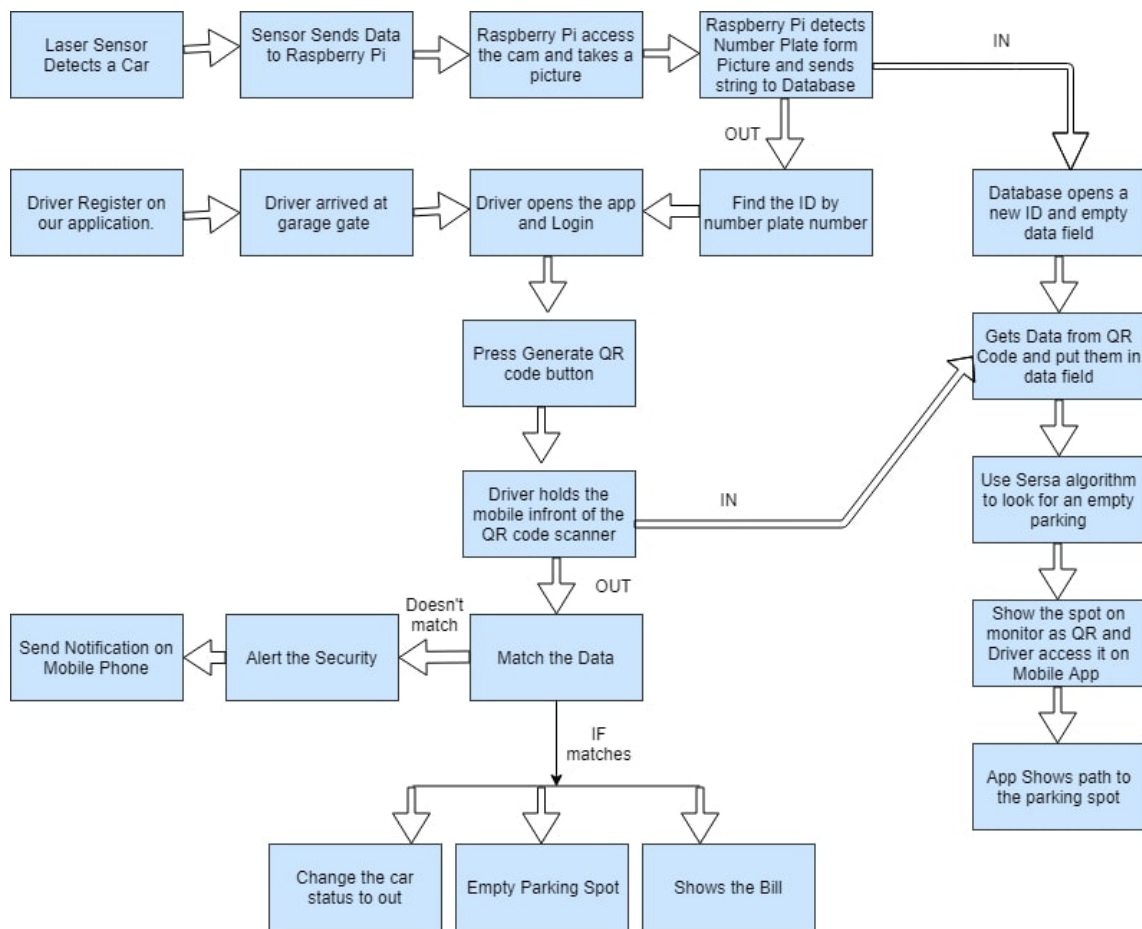 Laser Sensor
Detects a Car
Sensor Sends Data
to Raspberry Pi
Raspberry Pi access
the cam and takes a
picture
Raspberry Pi detects
Number Plate form
Picture and sends
string to Database
IN
OUT
Driver Register on
our application.
Driver arrived at
garage gate
Driver opens the app
and Login
Find the ID by
number plate number
Database opens a
new ID and empty
data field
Press Generate QR
code button
Gets Data from QR
Code and put them in
data field
Driver holds the
mobile infront of the
QR code scanner
IN
Use Sersa algorithm
to look for an empty
parking
OUT
Doesn't
match
Send Notification on
Mobile Phone
Alert the Security
Match the Data
Show the spot on
monitor as QR and
Driver access it on
Mobile App
IF
matches
App Shows path to
the parking spot
Change the car
status to out
Empty Parking Spot
Shows the Bill